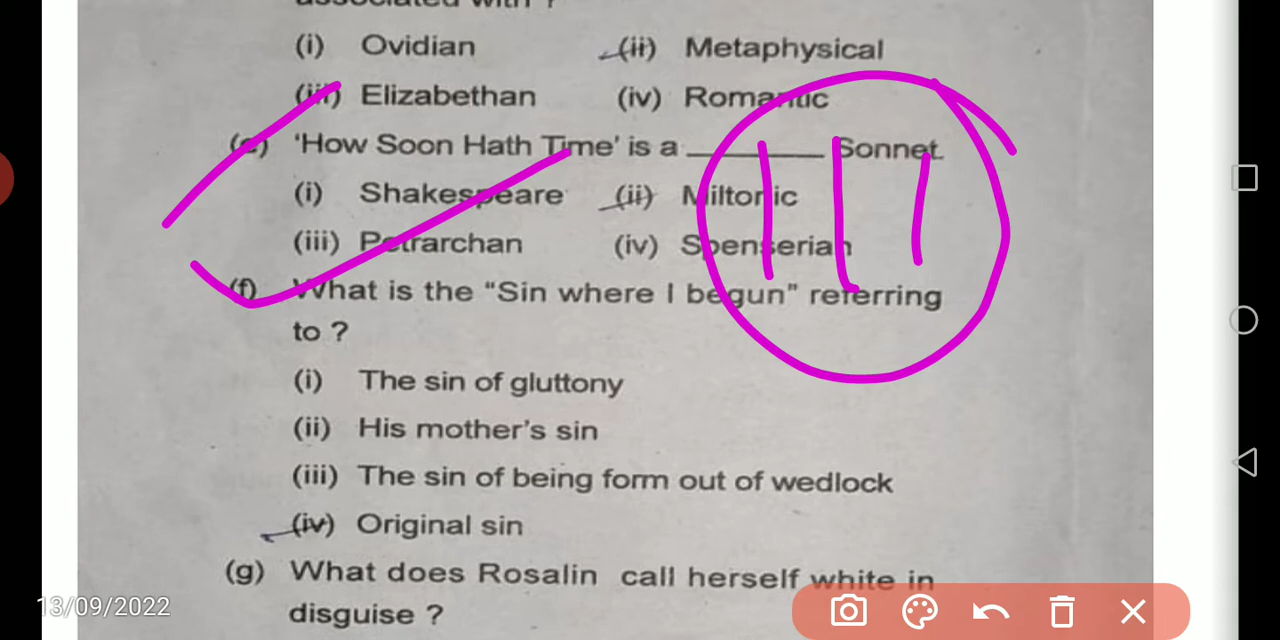 associated with ?
(i) Ovidian (ii) Metaphysical
(iii) Elizabethan (iv) Romantic
(e) 'How Soon Hath Time' is a ________ Sonnet.
(i) Shakespeare (ii) Miltonic
(iii) Petrarchan (iv) Spenserian
(f) What is the "Sin where I begun" referring
to ?
(i) The sin of gluttony
(ii) His mother's sin
(iii) The sin of being form out of wedlock
(iv) Original sin
(g) What does Rosalin call herself white in
disguise ?
13/09/2022